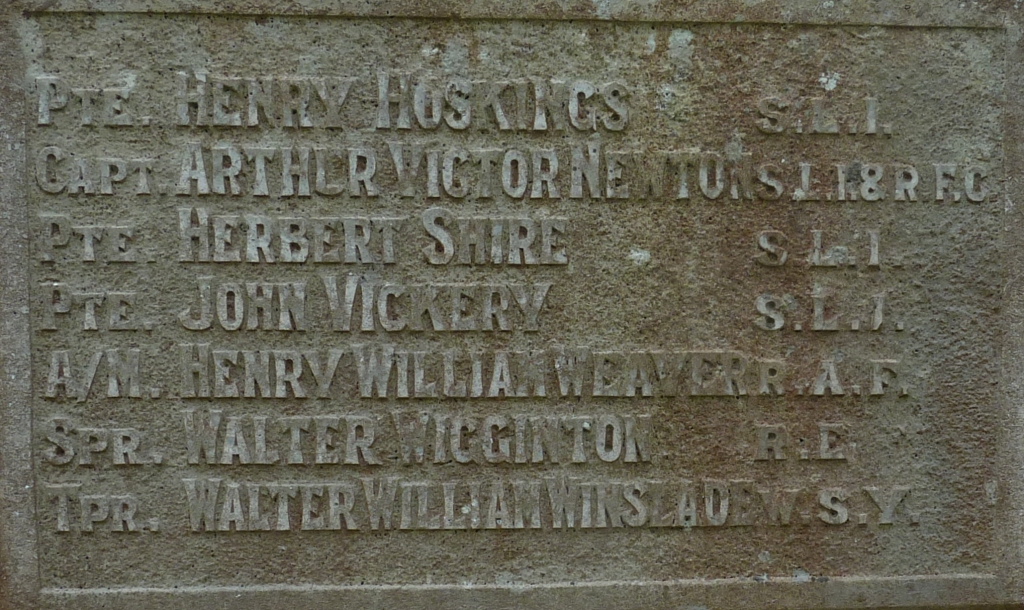 PTE. HENRY HOSKINGS S.L.I.
CAPT. ARTHUR VICTOR NEWTON S.L.I. & R.F.C.
PTE. HERBERT SHIRE S.L.I.
PTE. JOHN VICKERY S.L.I.
A/M. HENRY WILLIAM WEAVER R.A.F.
SPR. WALTER WIGGINTON. R.E.
TPR. WALTER WILLIAM WINSLADE W.S.Y.